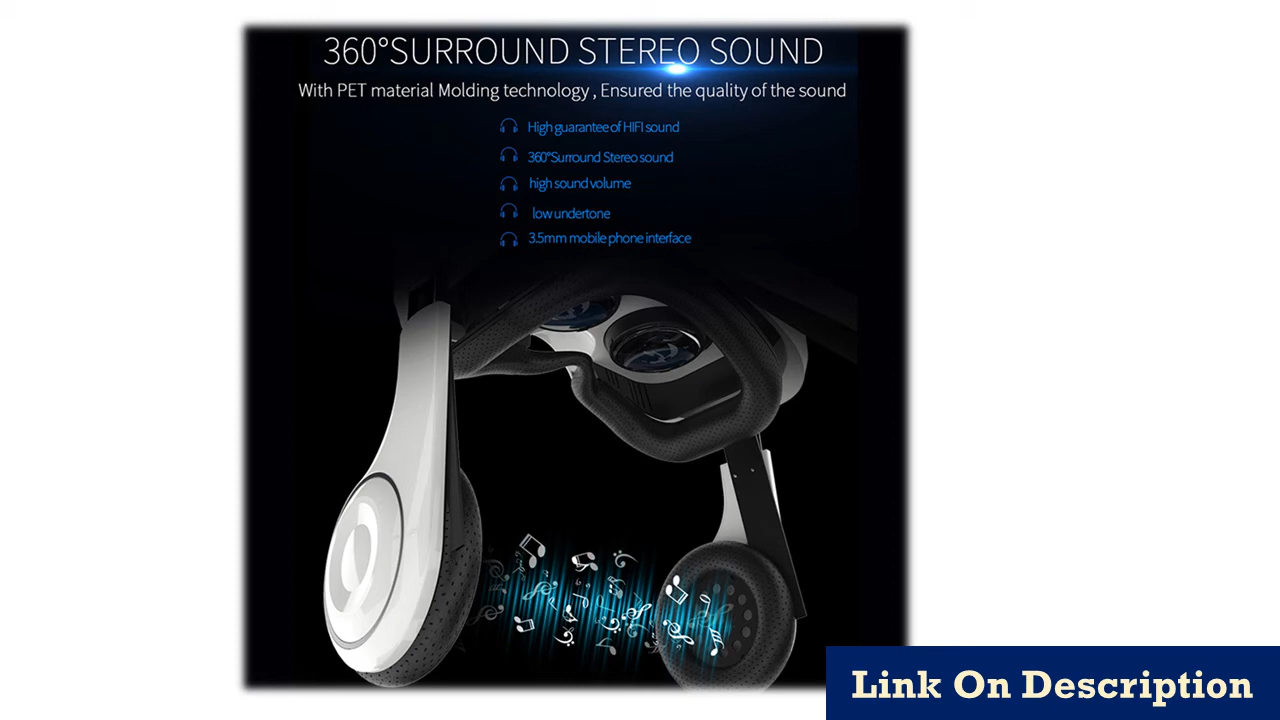 360°SURROUND STEREO SOUND
With PET material Molding technology , Ensured the quality of the sound
High guarantee of HIFI sound
360°Surround Stereo sound
high sound volume
low undertone
3.5mm mobile phone interface
Link On Description